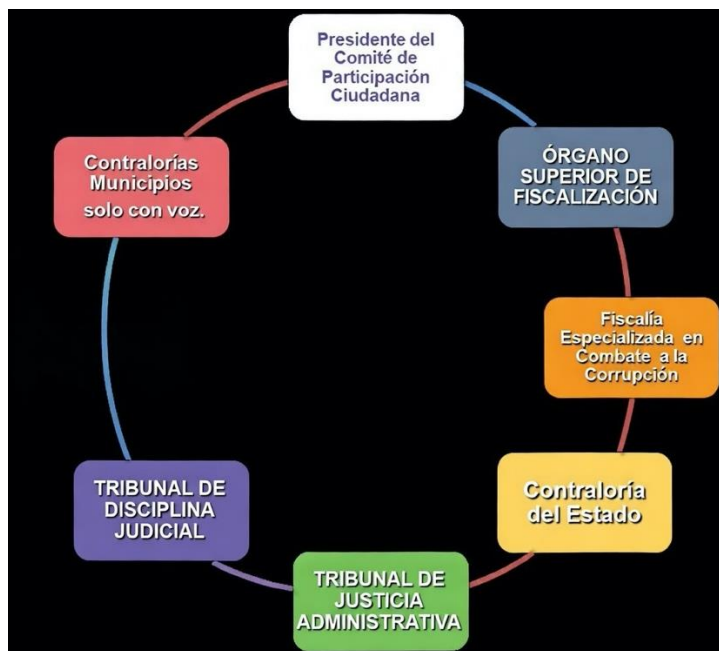 Presidente del
Comité de
Participación
Ciudadana
ÓRGANO
SUPERIOR DE
FISCALIZACIÓN
Fiscalía
Especializada en
Combate a la
Corrupción
Contraloría
del Estado
TRIBUNAL DE
JUSTICIA
ADMINISTRATIVA
TRIBUNAL DE
DISCIPLINA
JUDICIAL
Contralorías
Municipios
solo con voz.